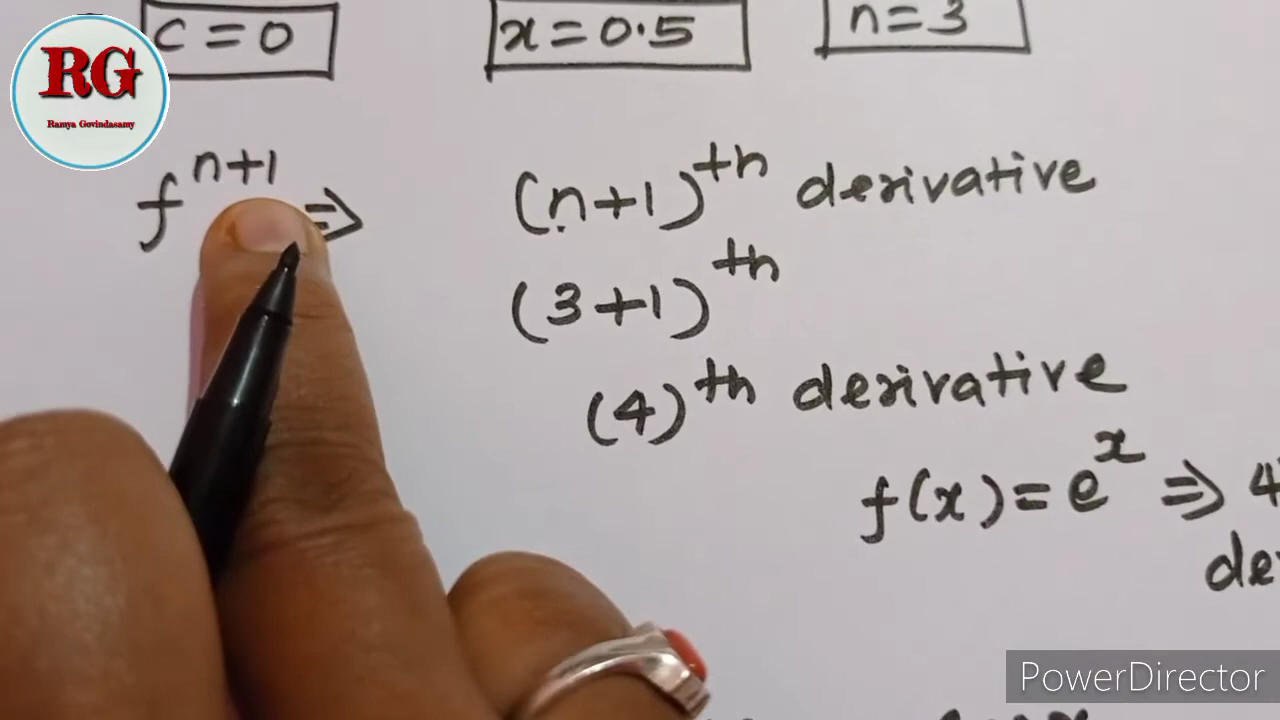 c = 0
x = 0.5
n = 3
RG
Ramya Govindasamy
f^{n+1} ⇒ (n+1)^{th} derivative
(3+1)^{th}
(4)^{th} derivative
f(x) = e^x ⇒ 4
PowerDirector